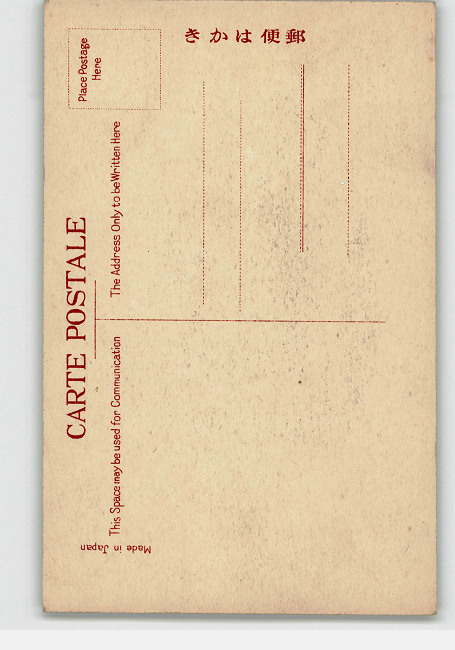 きかは便郵
Place Postage
Here
CARTE POSTALE
This Space may be used for Communication
The Address Only to be Written Here
Made in Japan